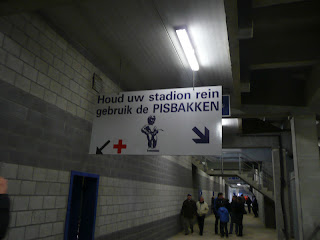 Houd uw stadion rein
gebruik de PISBAKKEN